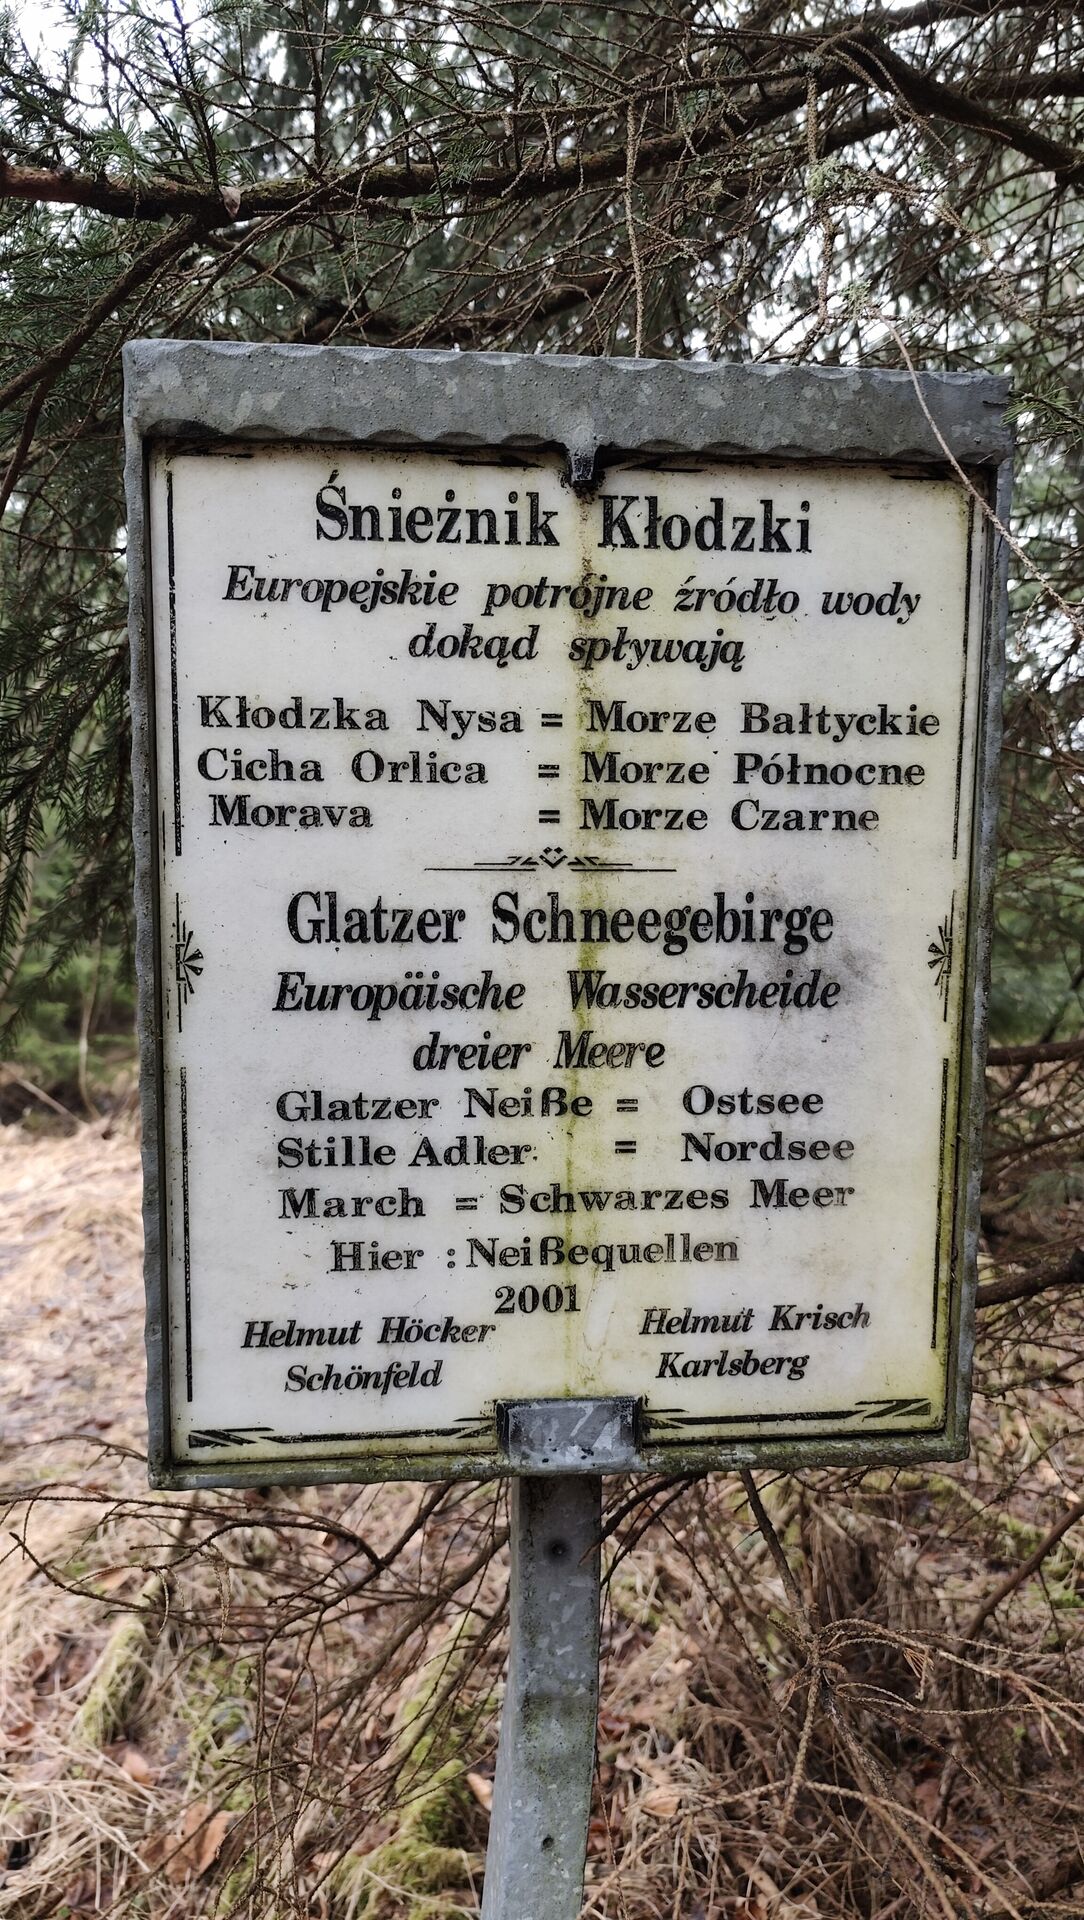 Śnieżnik Kłodzki
Europejskie potrójne źródło wody
dokąd spływają
Kłodzka Nysa = Morze Bałtyckie
Cicha Orlica = Morze Północne
Morava = Morze Czarne
Glatzer Schneegebirge
Europäische Wasserscheide
dreier Meere
Glatzer Neiße = Ostsee
Stille Adler = Nordsee
March = Schwarzes Meer
Hier : Neißequellen
2001
Helmut Höcker Helmut Krisch
Schönfeld Karlsberg